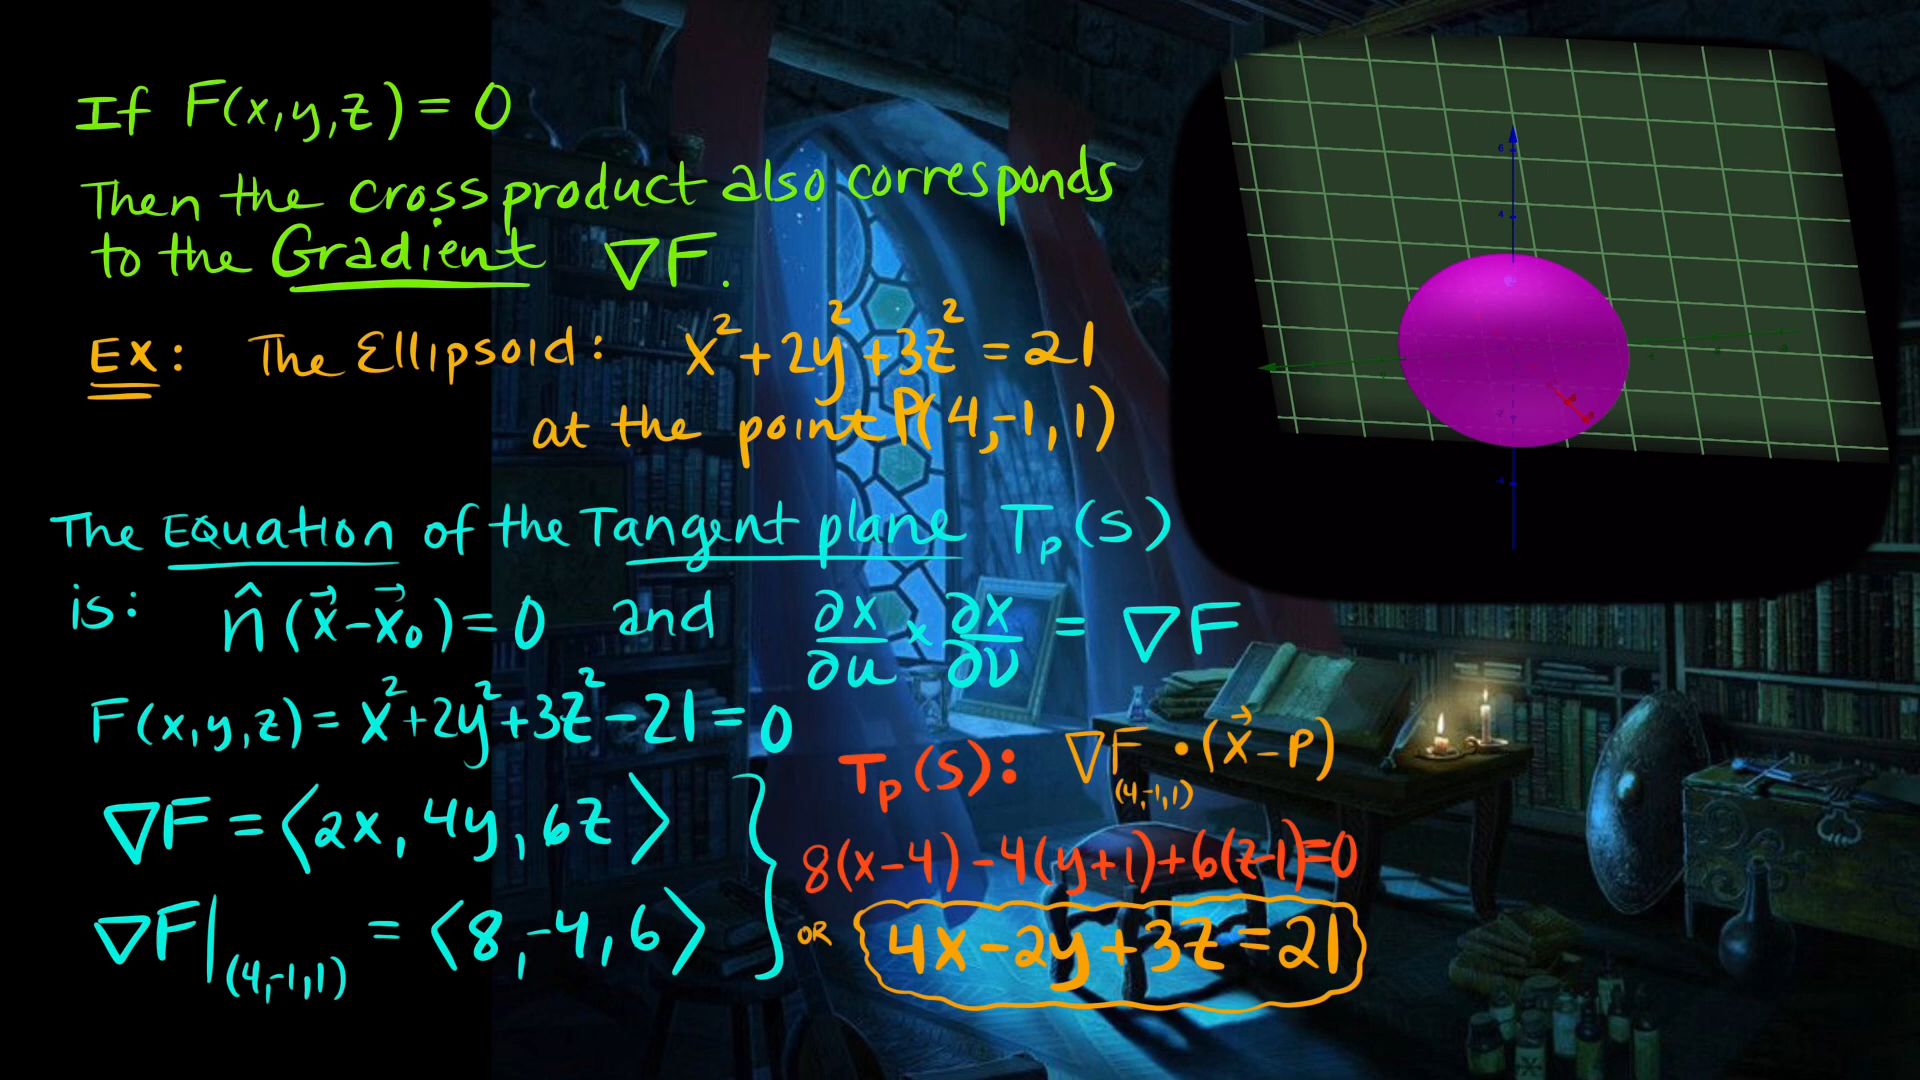 If F(x,y,z) = 0
Then the cross product also corresponds
to the Gradient ∇F.
Ex: The Ellipsoid: x²+2y²+3z² = 21
at the point P(4,-1,1)
The Equation of the Tangent plane Tₚ(S)
is: n̂(x⃗-x⃗₀) = 0 and ∂x/∂u × ∂x/∂v = ∇F
F(x,y,z) = x²+2y²+3z²-21 = 0
∇F = ⟨2x, 4y, 6z⟩
∇F|(4,-1,1) = ⟨8,-4,6⟩
Tₚ(S): ∇F(4,-1,1) • (x⃗-P)
8(x-4)-4(y+1)+6(z-1)=0
OR 4x-2y+3z=21
6
4